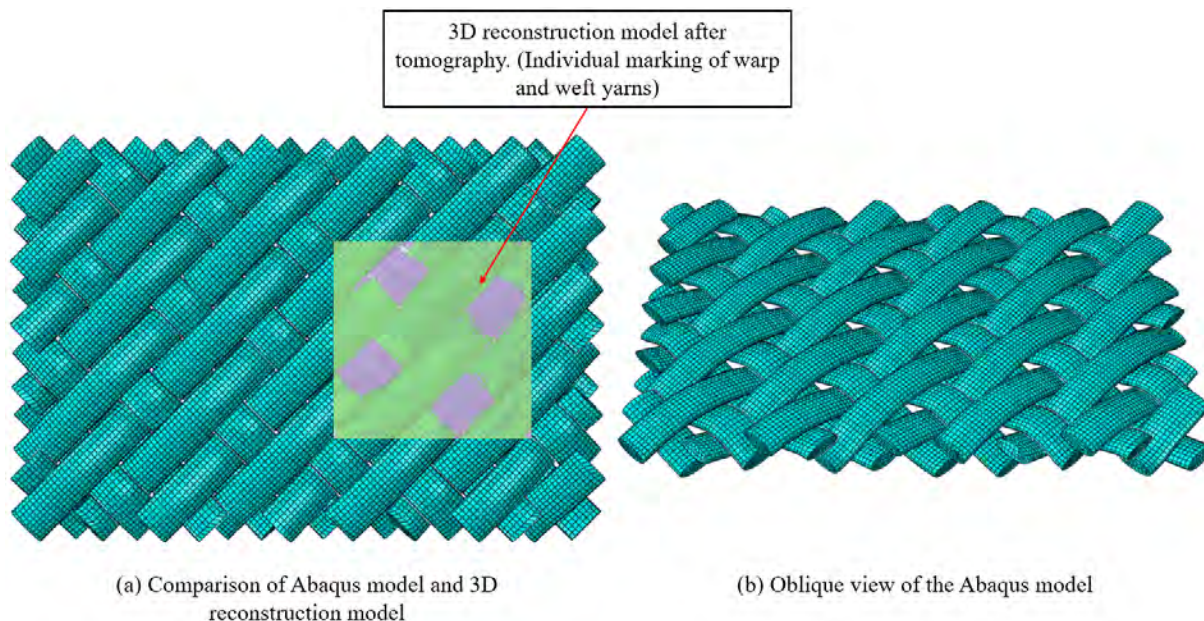 3D reconstruction model after
tomography. (Individual marking of warp
and weft yarns)
(a) Comparison of Abaqus model and 3D
reconstruction model
(b) Oblique view of the Abaqus model